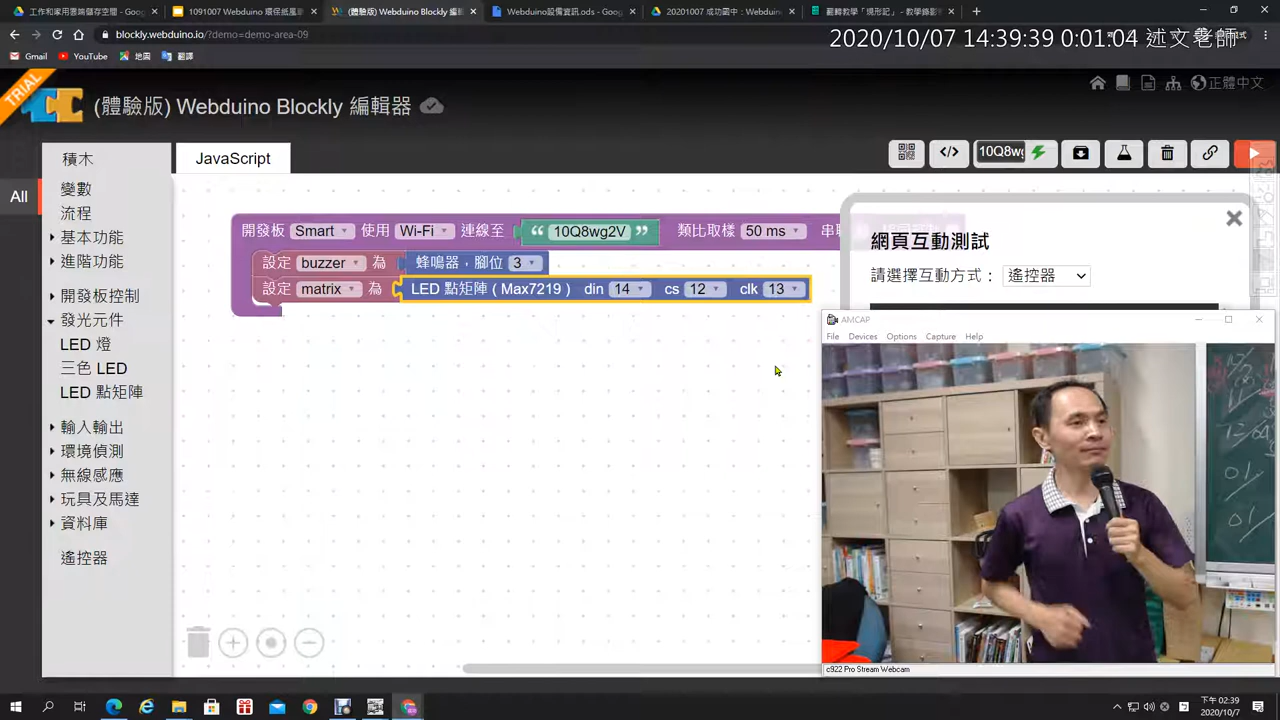 工作和家用雲端儲存空間 - Goog
1091007 Webduino 環保紙風
(體驗版) Webduino Blockly 編輯
Webduino設備資訊.ods - Google
20201007 成功國中：Webduino
翻轉教學「規形記」 - 教學錄影
blockly.webduino.io/?demo=demo-area-09
2020/10/07 14:39:39 0:01:04 述文老師
Gmail
YouTube
地圖
翻譯
TRIAL
(體驗版) Webduino Blockly 編輯器
正體中文
積木
JavaScript
10Q8wg
All
變數
流程
基本功能
進階功能
開發板控制
發光元件
LED 燈
三色 LED
LED 點矩陣
輸入輸出
環境偵測
無線感應
玩具及馬達
資料庫
遙控器
開發板 Smart 使用 Wi-Fi 連線至 “ 10Q8wg2V ” 類比取樣 50 ms 串
設定 buzzer 為 蜂鳴器，腳位 3
設定 matrix 為 LED 點矩陣 ( Max7219 ) din 14 cs 12 clk 13
網頁互動測試
請選擇互動方式： 遙控器
AMCAP
File Devices Options Capture Help
c922 Pro Stream Webcam
下午 02:39
2020/10/7